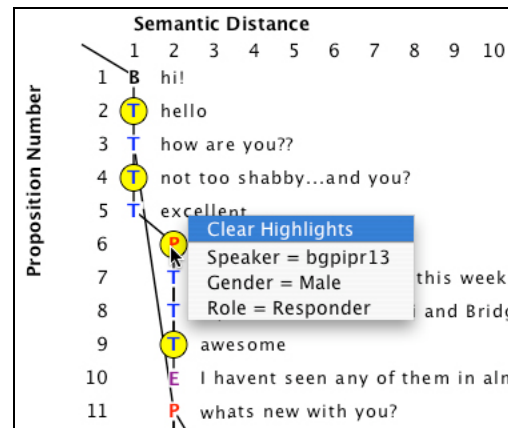 Semantic Distance
1 2 3 4 5 6 7 8 9 10
Proposition Number
1 B hi!
2 T hello
3 T how are you??
4 T not too shabby...and you?
5 T excellent
6 P
Clear Highlights
Speaker = bgpipr13
Gender = Male
Role = Responder
7 T this week
8 T i and Bridg
9 T awesome
10 E I havent seen any of them in aln
11 P whats new with you?